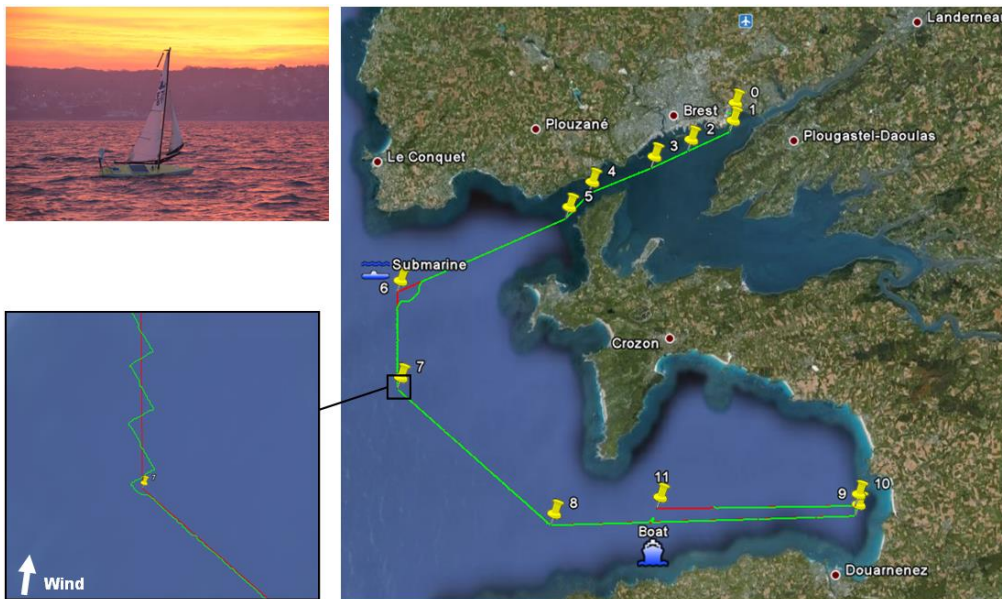 Landerneau
0
1
Brest
2
Plouzané
Plougastel-Daoulas
3
Le Conquet
4
5
Submarine
6
Crozon
7
11
10
9
8
Boat
Douarnenez
7
Wind